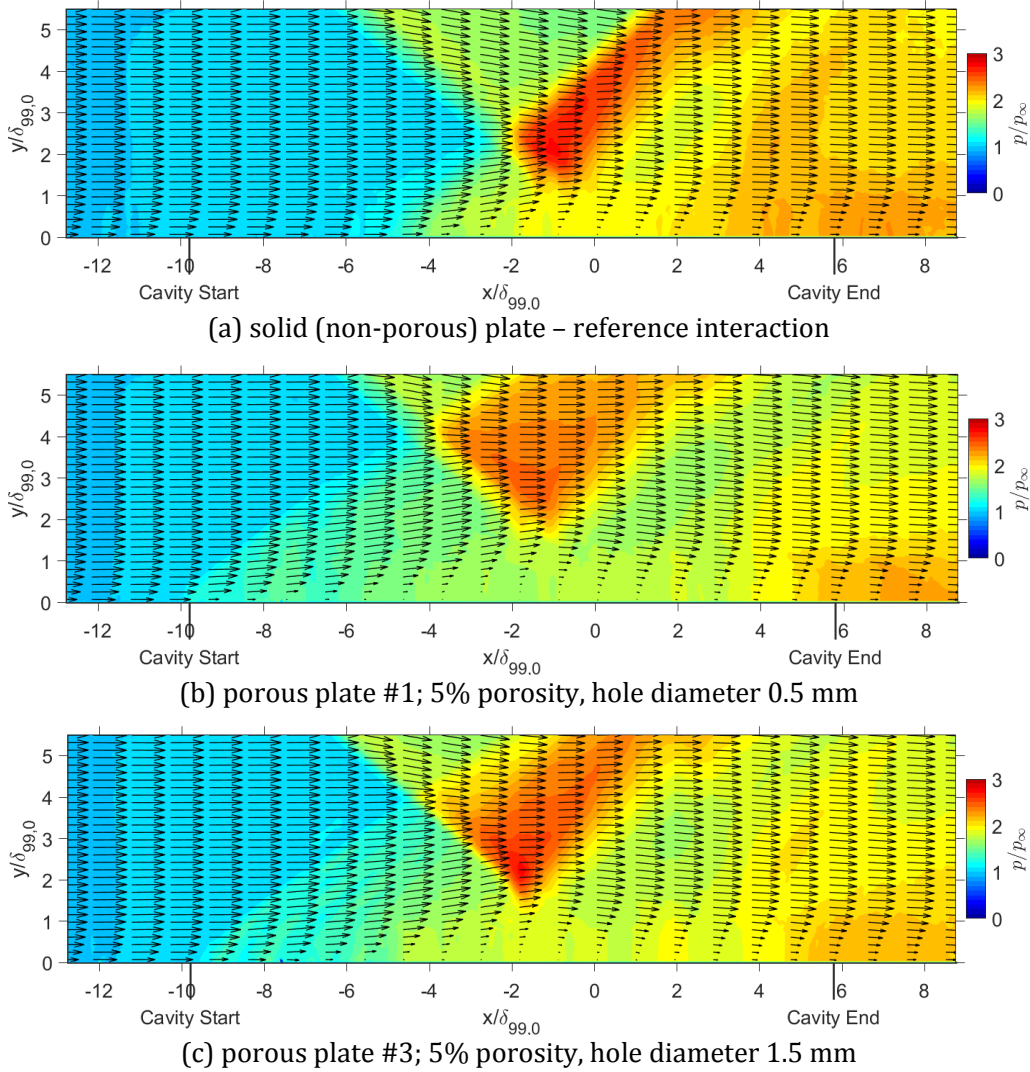 5
4
3
2
1
0
y/δ99,0
3
2
1
0
p/p∞
-12 -10 -8 -6 -4 -2 0 2 4 6 8
Cavity Start x/δ99.0 Cavity End
(a) solid (non-porous) plate – reference interaction
5
4
3
2
1
0
y/δ99,0
3
2
1
0
p/p∞
-12 -10 -8 -6 -4 -2 0 2 4 6 8
Cavity Start x/δ99.0 Cavity End
(b) porous plate #1; 5% porosity, hole diameter 0.5 mm
5
4
3
2
1
0
y/δ99,0
3
2
1
0
p/p∞
-12 -10 -8 -6 -4 -2 0 2 4 6 8
Cavity Start x/δ99.0 Cavity End
(c) porous plate #3; 5% porosity, hole diameter 1.5 mm